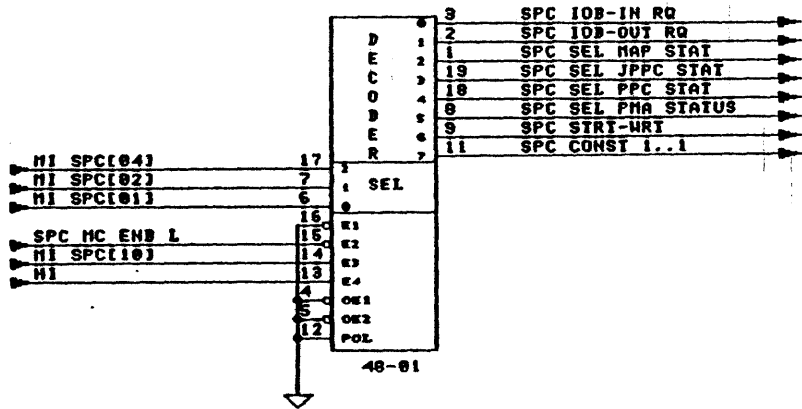 3 SPC IOB-IN RQ
0
2 SPC IOB-OUT RQ
1
1 SPC SEL MAP STAT
2
19 SPC SEL JPPC STAT
3
18 SPC SEL PPC STAT
4
8 SPC SEL PMA STATUS
5
9 SPC STRT-WRT
6
11 SPC CONST 1..1
7
DECODER
MI SPC[04] 17 2
MI SPC[02] 7 1 SEL
MI SPC[01] 6 0
16 E1
SPC MC ENB L 15 E2
MI SPC[10] 14 E3
HI 13 E4
4 OE1
5 OE2
12 POL
48-01